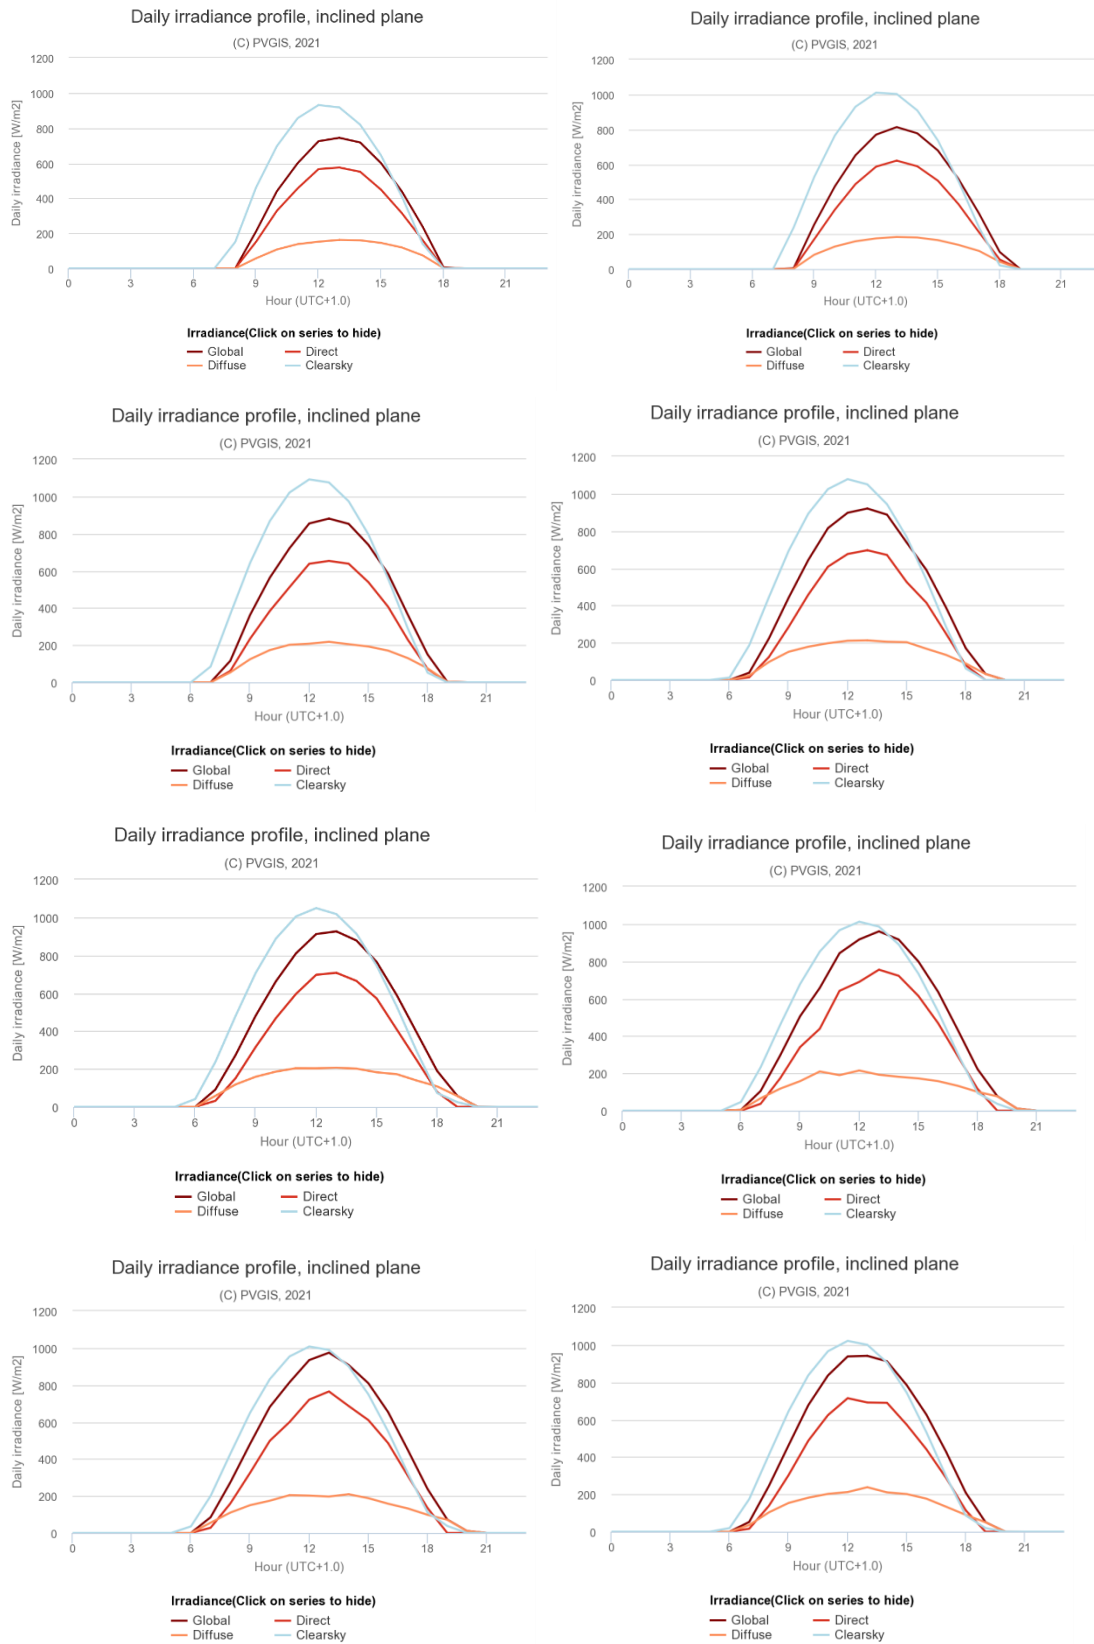 Daily irradiance profile, inclined plane
(C) PVGIS, 2021
1200
1000
800
600
400
200
0
Daily irradiance [W/m2]
0 3 6 9 12 15 18 21
Hour (UTC+1.0)
Irradiance(Click on series to hide)
Global Direct
Diffuse Clearsky
Daily irradiance profile, inclined plane
(C) PVGIS, 2021
1200
1000
800
600
400
200
0
Daily irradiance [W/m2]
0 3 6 9 12 15 18 21
Hour (UTC+1.0)
Irradiance(Click on series to hide)
Global Direct
Diffuse Clearsky
Daily irradiance profile, inclined plane
(C) PVGIS, 2021
1200
1000
800
600
400
200
0
Daily irradiance [W/m2]
0 3 6 9 12 15 18 21
Hour (UTC+1.0)
Irradiance(Click on series to hide)
Global Direct
Diffuse Clearsky
Daily irradiance profile, inclined plane
(C) PVGIS, 2021
1200
1000
800
600
400
200
0
Daily irradiance [W/m2]
0 3 6 9 12 15 18 21
Hour (UTC+1.0)
Irradiance(Click on series to hide)
Global Direct
Diffuse Clearsky
Daily irradiance profile, inclined plane
(C) PVGIS, 2021
1200
1000
800
600
400
200
0
Daily irradiance [W/m2]
0 3 6 9 12 15 18 21
Hour (UTC+1.0)
Irradiance(Click on series to hide)
Global Direct
Diffuse Clearsky
Daily irradiance profile, inclined plane
(C) PVGIS, 2021
1200
1000
800
600
400
200
0
Daily irradiance [W/m2]
0 3 6 9 12 15 18 21
Hour (UTC+1.0)
Irradiance(Click on series to hide)
Global Direct
Diffuse Clearsky
Daily irradiance profile, inclined plane
(C) PVGIS, 2021
1200
1000
800
600
400
200
0
Daily irradiance [W/m2]
0 3 6 9 12 15 18 21
Hour (UTC+1.0)
Irradiance(Click on series to hide)
Global Direct
Diffuse Clearsky
Daily irradiance profile, inclined plane
(C) PVGIS, 2021
1200
1000
800
600
400
200
0
Daily irradiance [W/m2]
0 3 6 9 12 15 18 21
Hour (UTC+1.0)
Irradiance(Click on series to hide)
Global Direct
Diffuse Clearsky